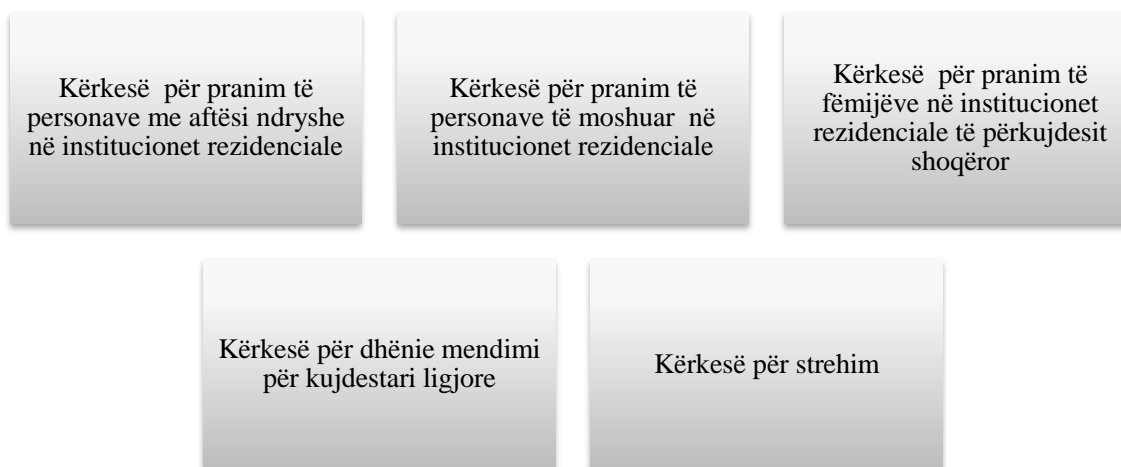 Kërkesë për pranim të
personave me aftësi ndryshe
në institucionet rezidenciale
Kërkesë për pranim të
personave të moshuar në
institucionet rezidenciale
Kërkesë për pranim të
fëmijëve në institucionet
rezidenciale të përkujdesit
shoqëror
Kërkesë për dhënie mendimi
për kujdestari ligjore
Kërkesë për strehim